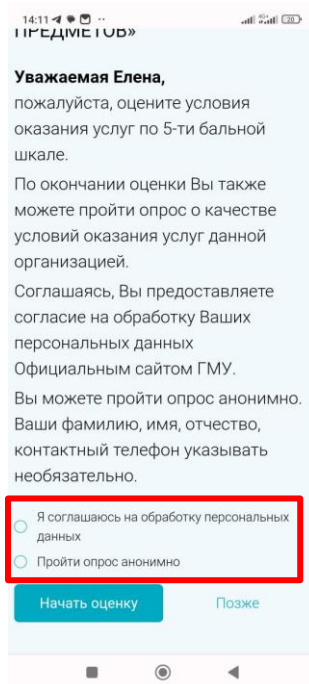 14:11
ПРЕДМЕТОВ»
Уважаемая Елена,
пожалуйста, оцените условия
оказания услуг по 5-ти бальной
шкале.
По окончании оценки Вы также
можете пройти опрос о качестве
условий оказания услуг данной
организацией.
Соглашаясь, Вы предоставляете
согласие на обработку Ваших
персональных данных
Официальным сайтом ГМУ.
Вы можете пройти опрос анонимно.
Ваши фамилию, имя, отчество,
контактный телефон указывать
необязательно.
Я соглашаюсь на обработку персональных
данных
Пройти опрос анонимно
Начать оценку Позже